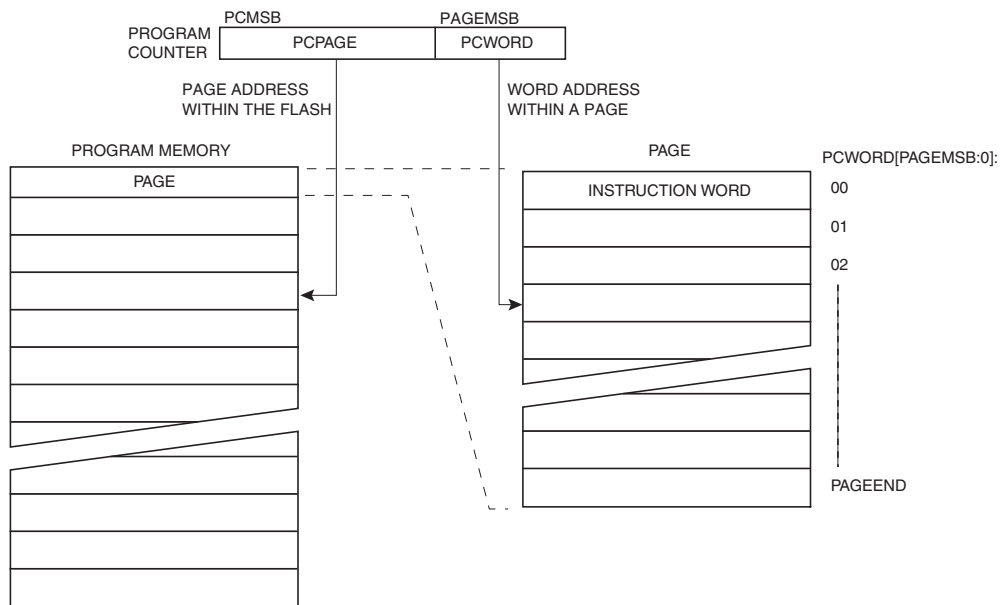 PCMSB PAGEMSB
PROGRAM
COUNTER
PCPAGE PCWORD
PAGE ADDRESS
WITHIN THE FLASH
WORD ADDRESS
WITHIN A PAGE
PROGRAM MEMORY
PAGE
PAGE
INSTRUCTION WORD
PCWORD[PAGEMSB:0]:
00
01
02
PAGEEND